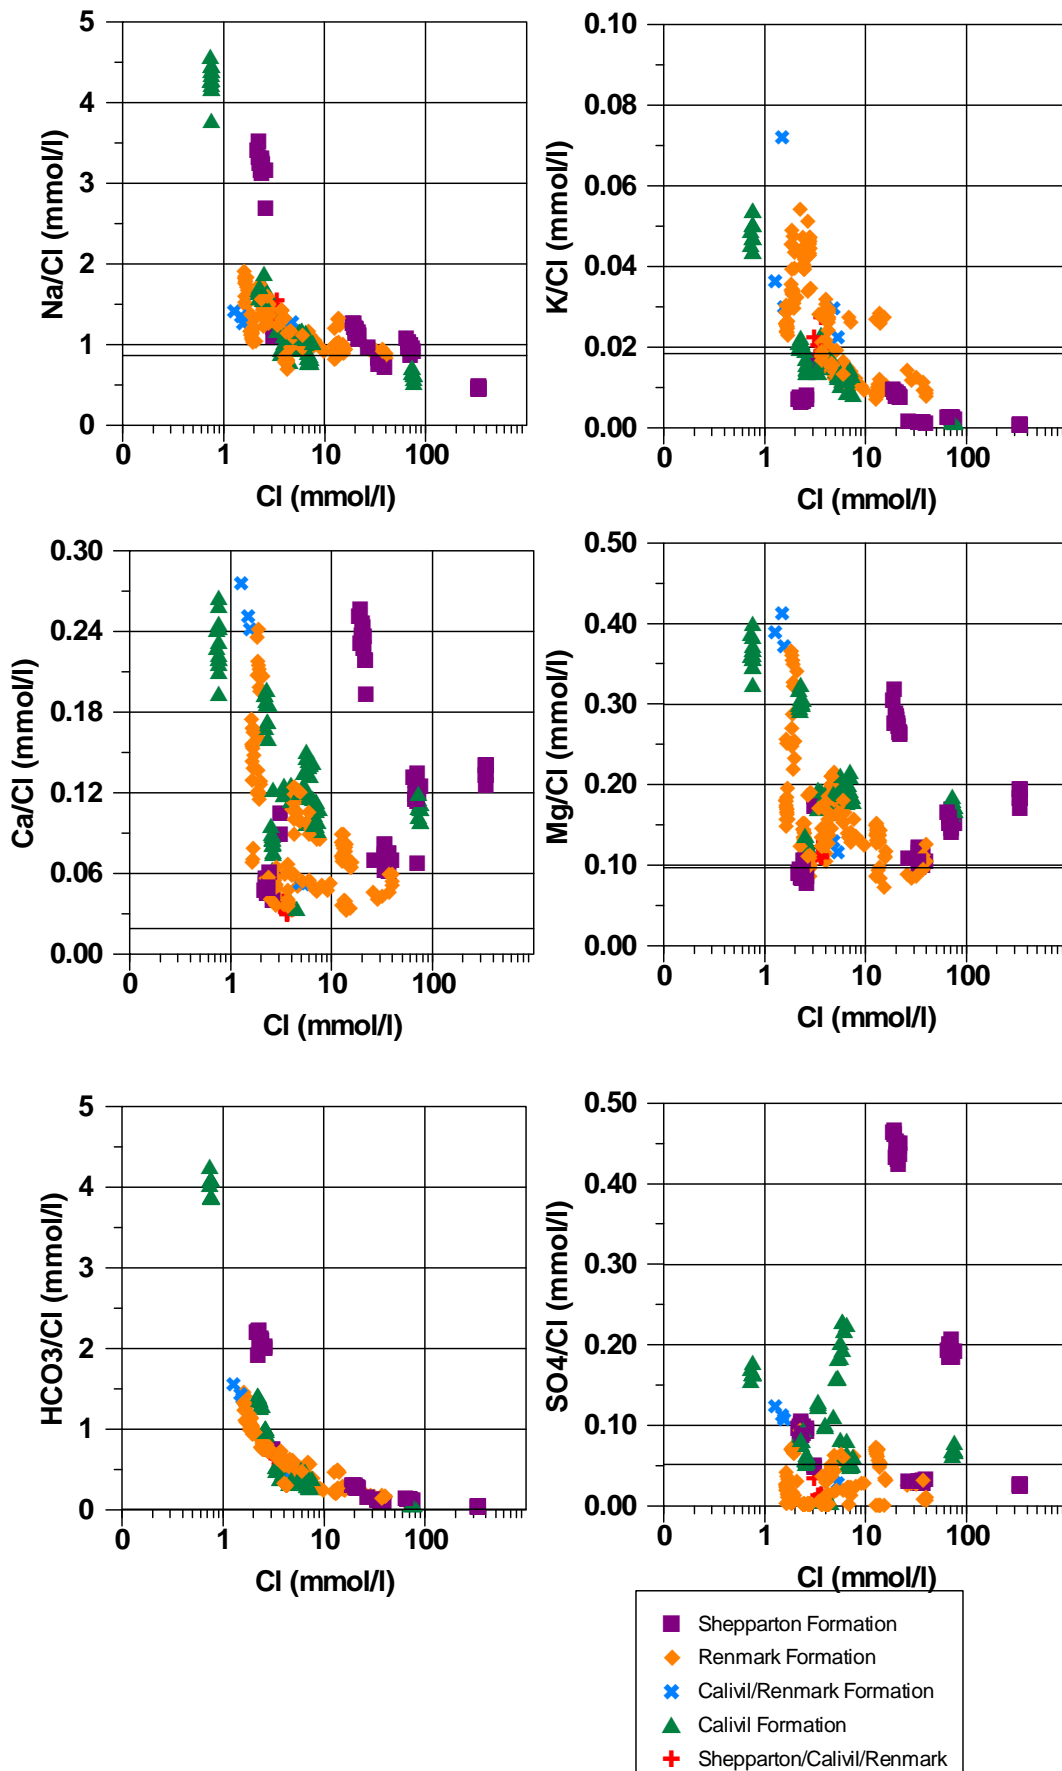 5
4
3
2
1
0
Na/Cl (mmol/l)
0 1 10 100
Cl (mmol/l)
0.10
0.08
0.06
0.04
0.02
0.00
K/Cl (mmol/l)
0 1 10 100
Cl (mmol/l)
0.30
0.24
0.18
0.12
0.06
0.00
Ca/Cl (mmol/l)
0 1 10 100
Cl (mmol/l)
0.50
0.40
0.30
0.20
0.10
0.00
Mg/Cl (mmol/l)
0 1 10 100
Cl (mmol/l)
5
4
3
2
1
0
HCO3/Cl (mmol/l)
0 1 10 100
Cl (mmol/l)
0.50
0.40
0.30
0.20
0.10
0.00
SO4/Cl (mmol/l)
0 1 10 100
Cl (mmol/l)
Shepparton Formation
Renmark Formation
Calivil/Renmark Formation
Calivil Formation
Shepparton/Calivil/Renmark